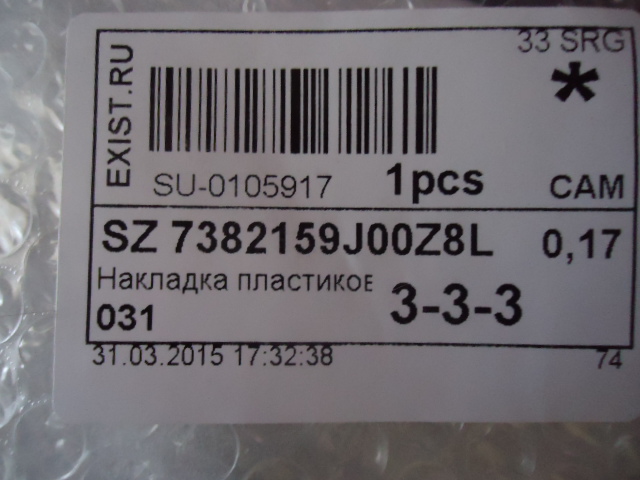 33 SRG
EXIST.RU
*
SU-0105917 1pcs CAM
SZ 7382159J00Z8L 0,17
Накладка пластиков
031 3-3-3
31.03.2015 17:32:38 74